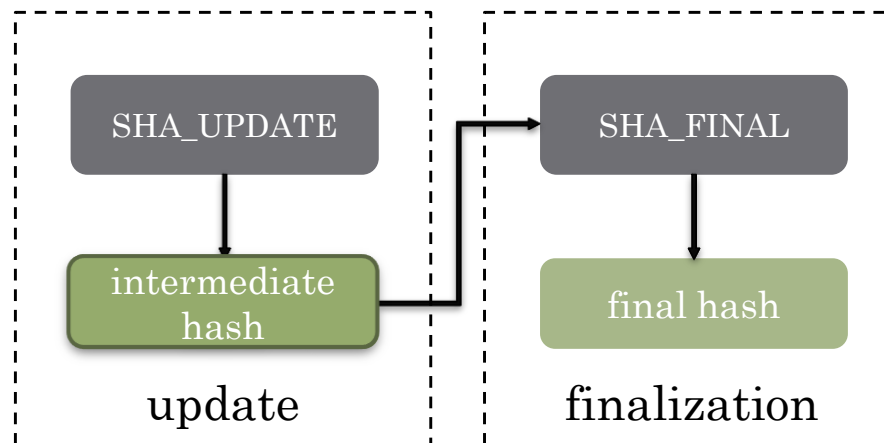 SHA_UPDATE
intermediate
hash
update
SHA_FINAL
final hash
finalization